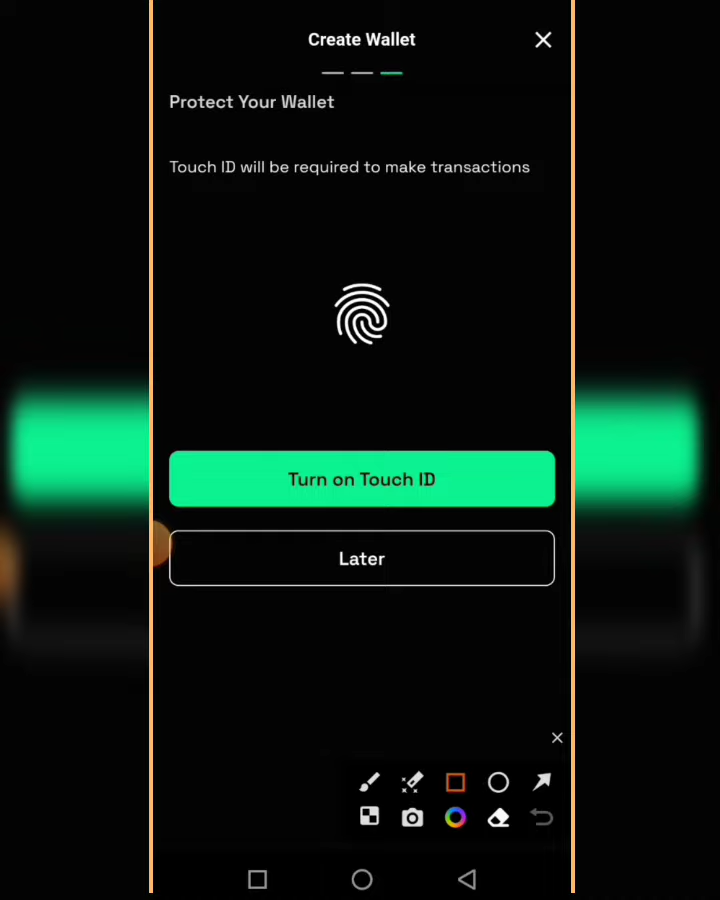 Create Wallet
Protect Your Wallet
Touch ID will be required to make transactions
Turn on Touch ID
Later